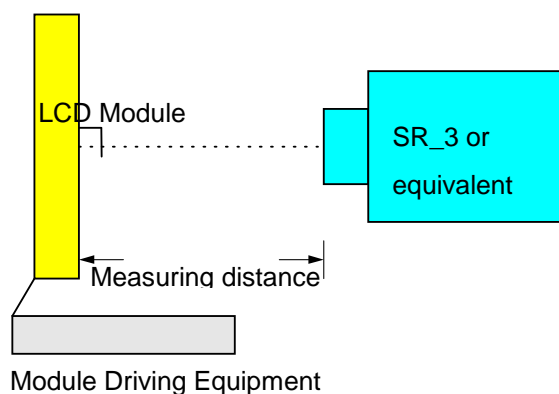 LCD Module
SR_3 or
equivalent
Measuring distance
Module Driving Equipment